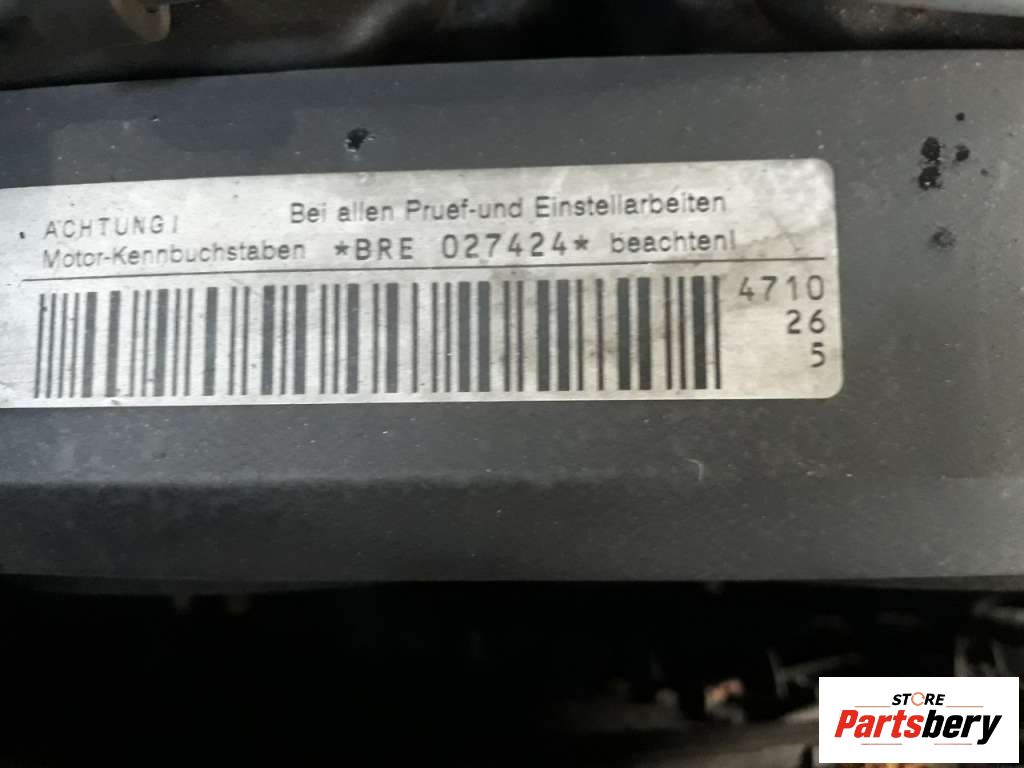 ACHTUNG! Bei allen Pruef-und Einstellarbeiten
Motor-Kennbuchstaben *BRE 027424* beachten!
4710
26
5
STORE
Partsbery